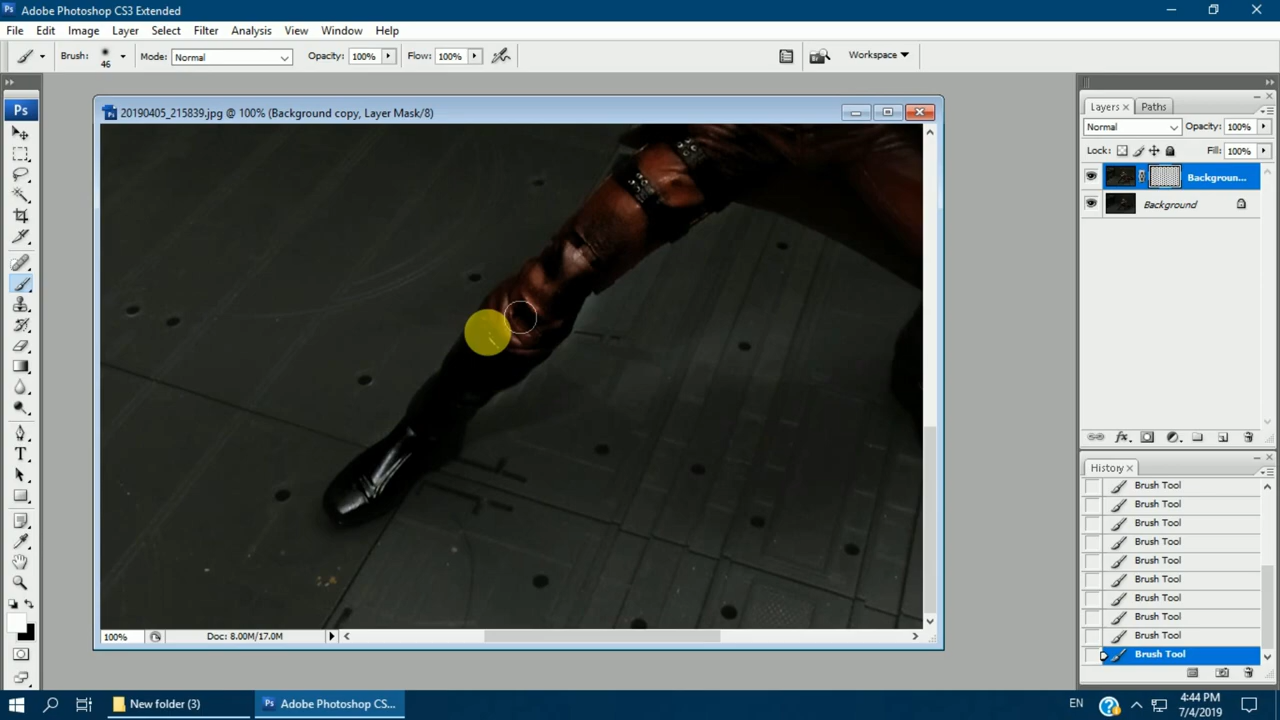 Ps Adobe Photoshop CS3 Extended
File Edit Image Layer Select Filter Analysis View Window Help
Brush: 46 Mode: Normal Opacity: 100% Flow: 100% Workspace
Ps
20190405_215839.jpg @ 100% (Background copy, Layer Mask/8)
Layers x Paths
Normal Opacity: 100%
Lock: Fill: 100%
Backgroun...
Background
T
History x
Brush Tool
Brush Tool
Brush Tool
Brush Tool
Brush Tool
Brush Tool
Brush Tool
Brush Tool
Brush Tool
Brush Tool
100% Doc: 8.00M/17.0M
New folder (3)
Ps Adobe Photoshop CS...
EN
4:44 PM
7/4/2019